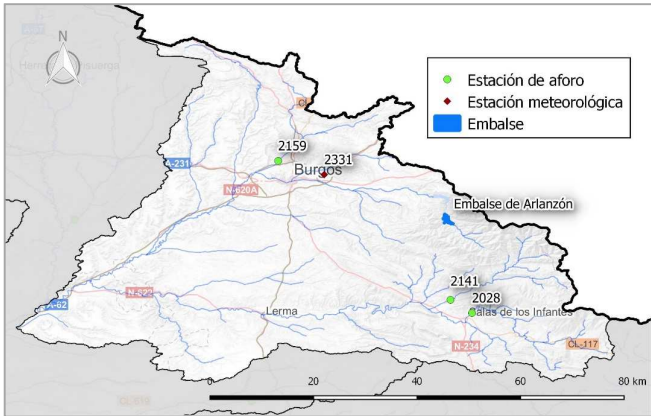 N
Estación de aforo
Estación meteorológica
Embalse
2159
2331
Burgos
A-231
N-620A
Embalse de Arlanzón
2141
2028
Salas de los Infantes
N-622
A-62
Lerma
N-234
CL-117
0 20 40 60 80 km